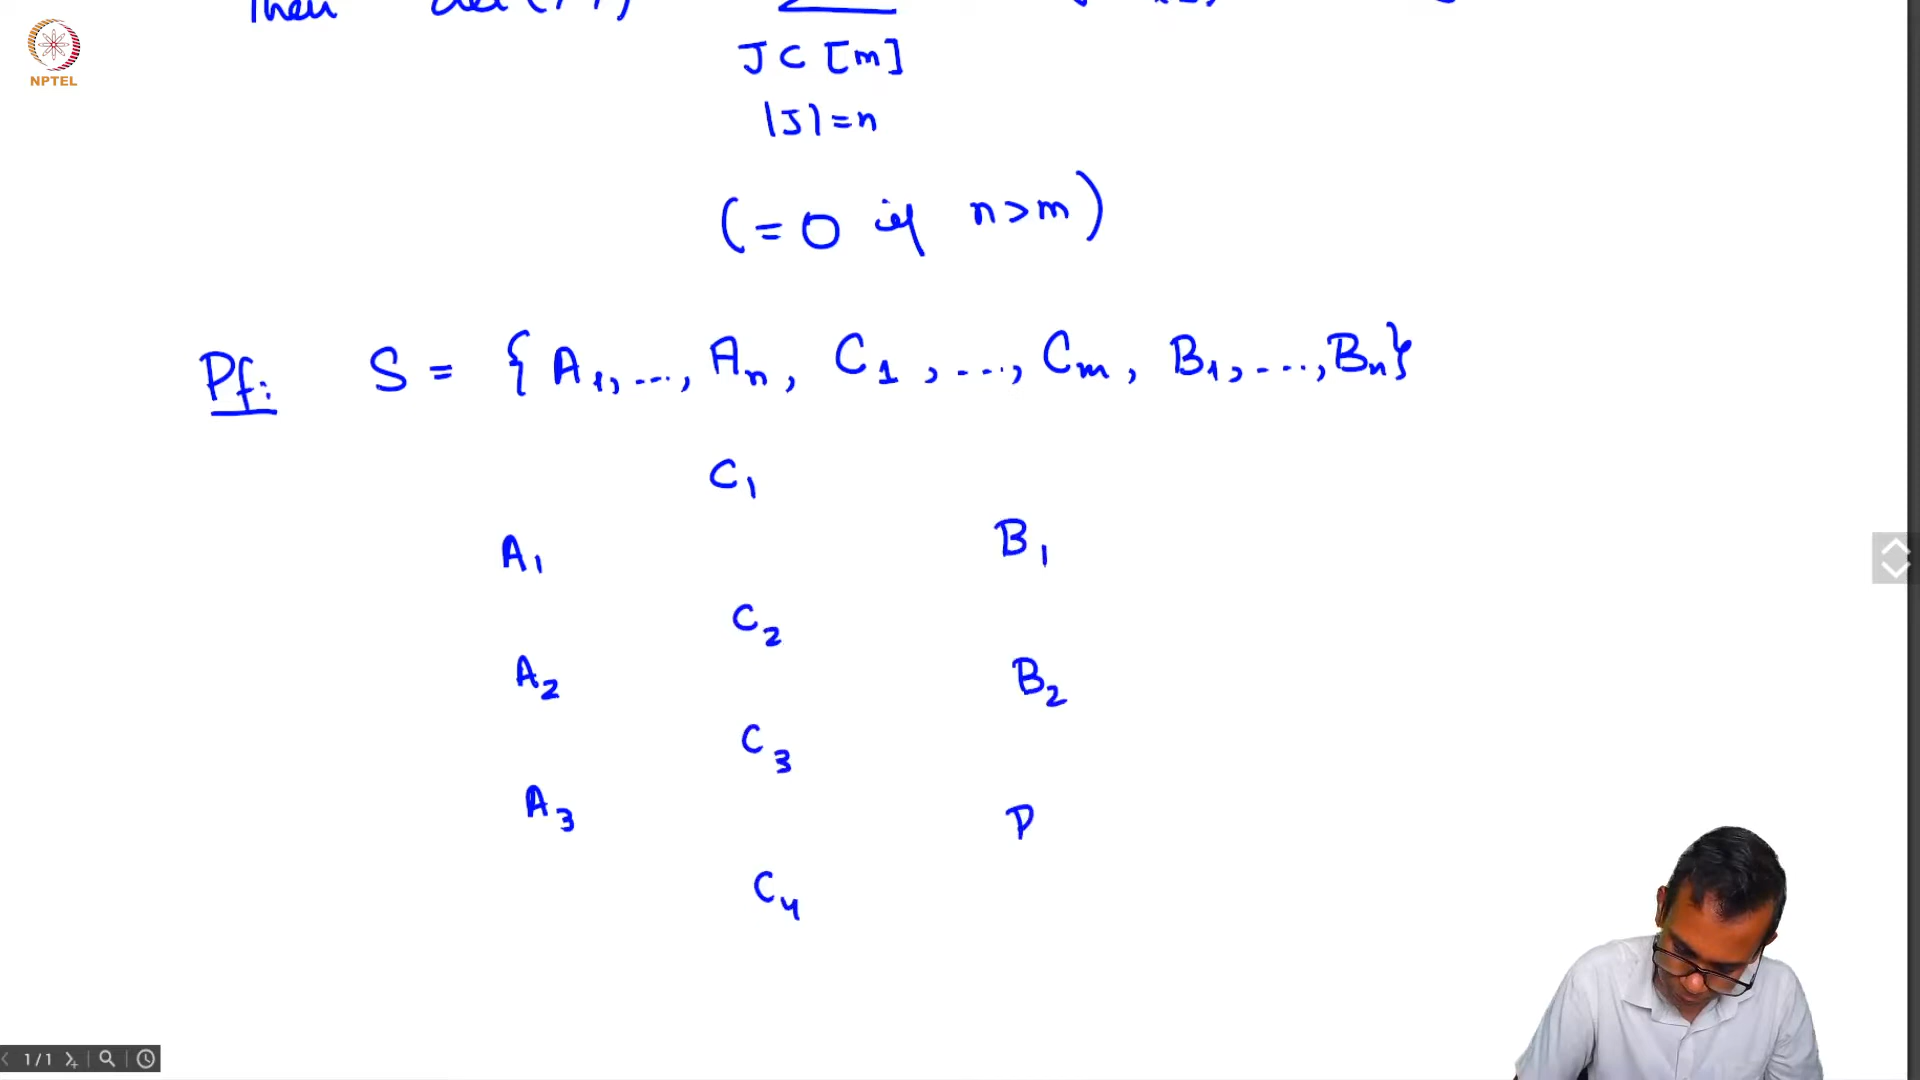 NPTEL
Then
J ⊂ [m]
|J|=n
(=0 if n>m)
Pf: S = {A₁,..., Aₙ, C₁,..., Cₘ, B₁,...,Bₙ}
C₁
A₁ B₁
C₂
A₂ B₂
C₃
A₃
C₄
1/1